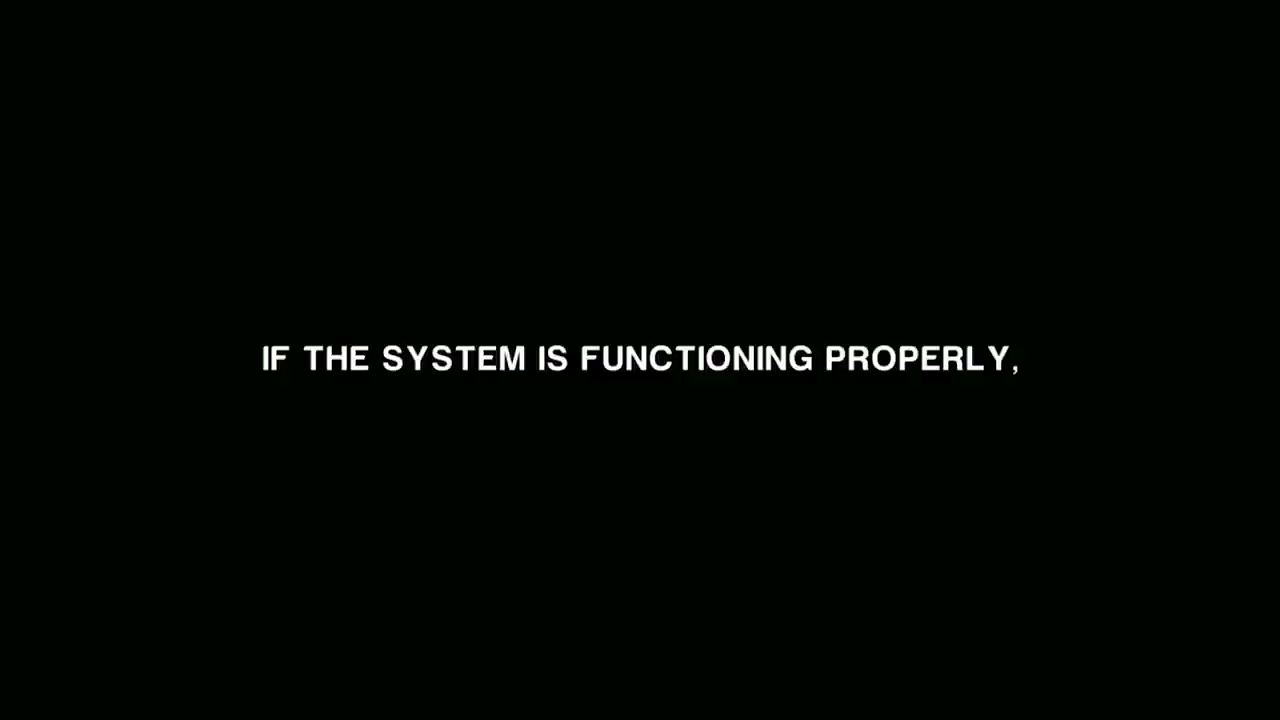 IF THE SYSTEM IS FUNCTIONING PROPERLY,